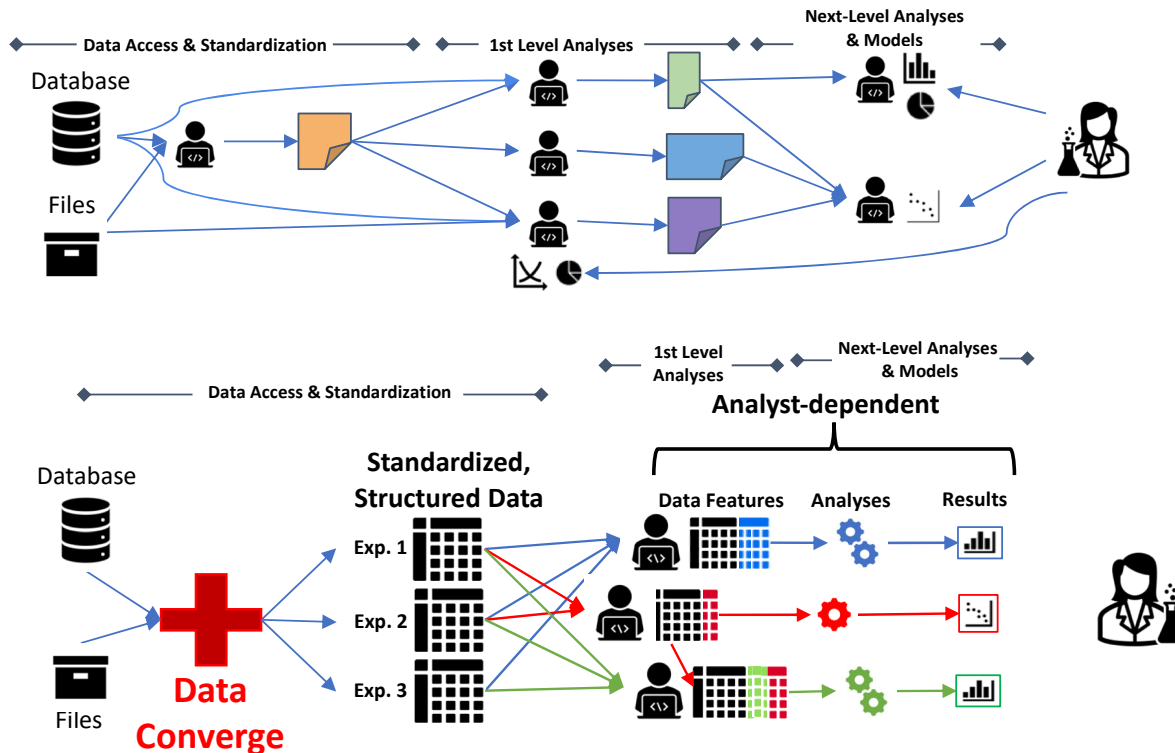 Data Access & Standardization
1st Level Analyses
Next-Level Analyses
& Models
Database
Files
1st Level
Analyses
Next-Level Analyses
& Models
Data Access & Standardization
Analyst-dependent
Database
Standardized,
Structured Data
Data Features
Analyses
Results
Exp. 1
Exp. 2
Exp. 3
Files
Data
Converge